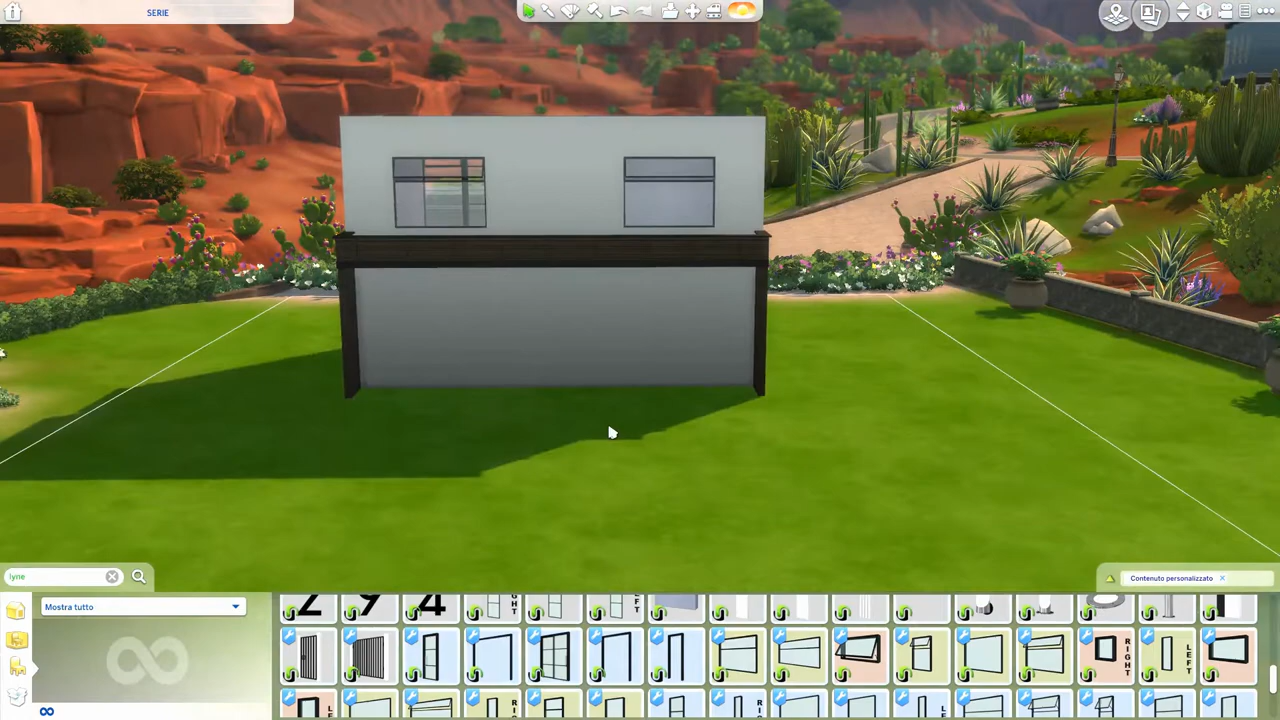 SERIE
lyne
Contenuto personalizzato
Mostra tutto
2 9 4
RIGHT
LEFT